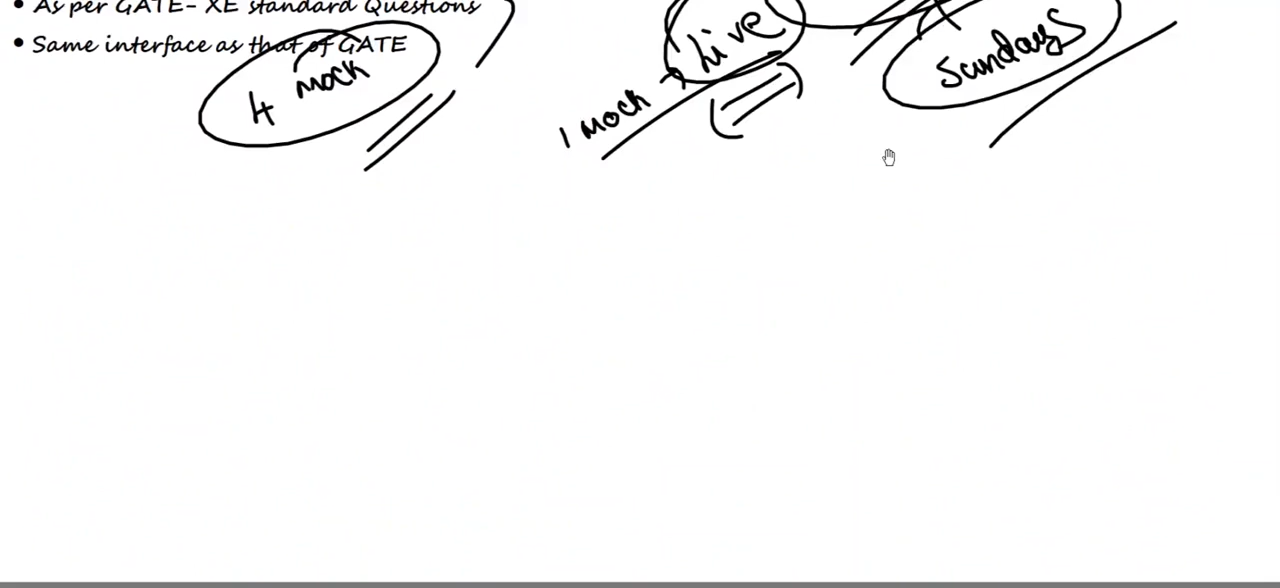 • As per GATE- XE standard Questions
• Same interface as that of GATE
4 mock
1 mock → Live
Sundays